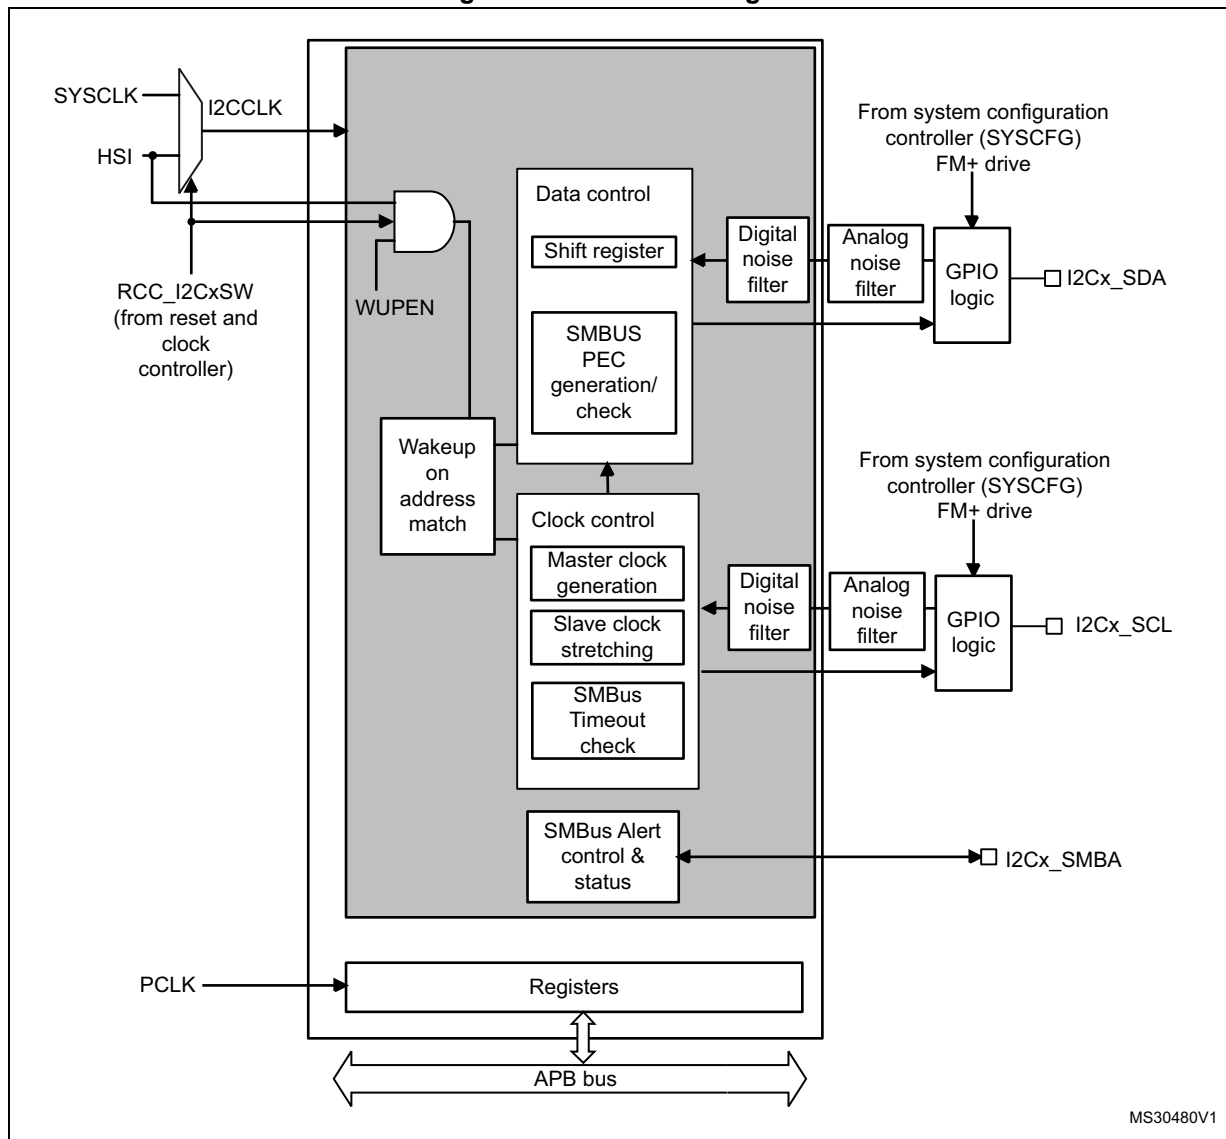 SYSCLK
I2CCLK
HSI
RCC_I2CxSW
(from reset and
clock
controller)
WUPEN
Wakeup
on
address
match
Data control
Shift register
SMBUS
PEC
generation/
check
Clock control
Master clock
generation
Slave clock
stretching
SMBus
Timeout
check
SMBus Alert
control &
status
From system configuration
controller (SYSCFG)
FM+ drive
Digital
noise
filter
Analog
noise
filter
GPIO
logic
I2Cx_SDA
From system configuration
controller (SYSCFG)
FM+ drive
Digital
noise
filter
Analog
noise
filter
GPIO
logic
I2Cx_SCL
I2Cx_SMBA
PCLK
Registers
APB bus
MS30480V1